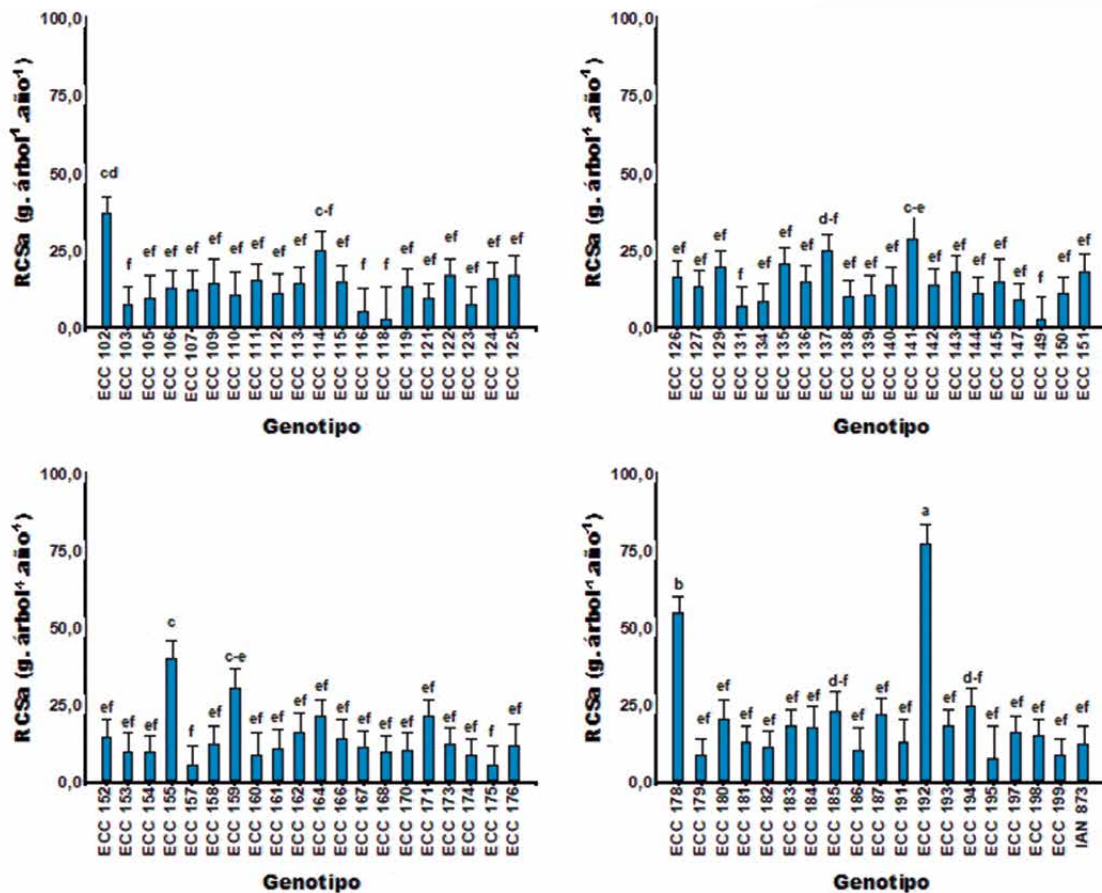 RCSa (g. árbol⁻¹.año⁻¹)
100,0
75,0
50,0
25,0
0,0
cd f ef ef ef ef ef ef ef ef c-f ef f f ef ef ef ef ef ef
ECC 102 ECC 103 ECC 105 ECC 106 ECC 107 ECC 109 ECC 110 ECC 111 ECC 112 ECC 113 ECC 114 ECC 115 ECC 116 ECC 118 ECC 119 ECC 121 ECC 122 ECC 123 ECC 124 ECC 125
Genotipo
RCSa (g. árbol⁻¹.año⁻¹)
100,0
75,0
50,0
25,0
0,0
ef ef ef f ef ef ef d-f ef ef ef c-e ef ef ef ef ef f ef ef
ECC 126 ECC 127 ECC 129 ECC 131 ECC 134 ECC 135 ECC 136 ECC 137 ECC 138 ECC 139 ECC 140 ECC 141 ECC 142 ECC 143 ECC 144 ECC 145 ECC 147 ECC 149 ECC 150 ECC 151
Genotipo
RCSa (g. árbol⁻¹.año⁻¹)
100,0
75,0
50,0
25,0
0,0
ef ef ef c f ef c-e ef ef ef ef ef ef ef ef ef ef ef f ef
ECC 152 ECC 153 ECC 154 ECC 155 ECC 157 ECC 158 ECC 159 ECC 160 ECC 161 ECC 162 ECC 164 ECC 166 ECC 167 ECC 168 ECC 170 ECC 171 ECC 173 ECC 174 ECC 175 ECC 176
Genotipo
RCSa (g. árbol⁻¹.año⁻¹)
100,0
75,0
50,0
25,0
0,0
b ef ef ef ef ef ef d-f ef ef ef a ef d-f ef ef ef ef ef
ECC 178 ECC 179 ECC 180 ECC 181 ECC 182 ECC 183 ECC 184 ECC 185 ECC 186 ECC 187 ECC 191 ECC 192 ECC 193 ECC 194 ECC 195 ECC 197 ECC 198 ECC 199 IAN 873
Genotipo